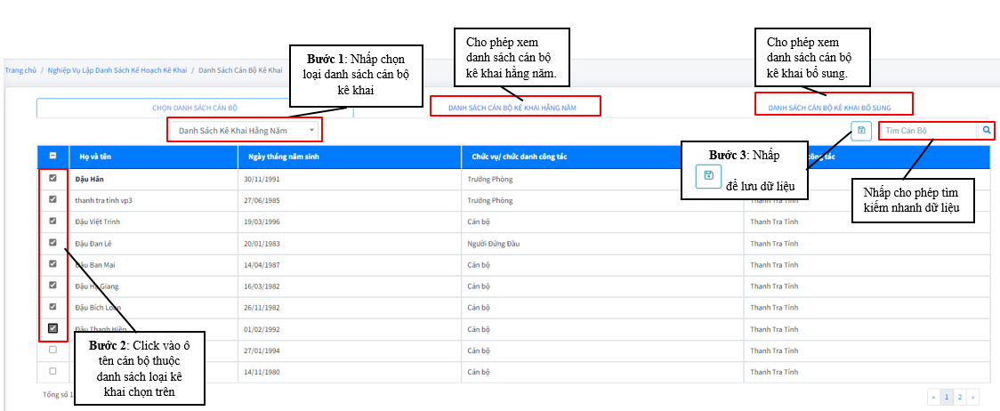 Cho phép xem
danh sách cán bộ
kê khai hằng năm.
Cho phép xem
danh sách cán bộ
kê khai bổ sung.
Bước 1: Nhấp chọn
loại danh sách cán bộ
kê khai
Trang chủ / Nghiệp Vụ Lập Danh Sách Kế Hoạch Kê Khai / Danh Sách Cán Bộ Kê Khai
CHỌN DANH SÁCH CÁN BỘ
DANH SÁCH CÁN BỘ KÊ KHAI HẰNG NĂM
DANH SÁCH CÁN BỘ KÊ KHAI BỔ SUNG
Danh Sách Kê Khai Hằng Năm
Tìm Cán Bộ
Họ và tên Ngày tháng năm sinh Chức vụ/ chức danh công tác công tác
Bước 3: Nhấp
để lưu dữ liệu
Nhấp cho phép tìm
kiếm nhanh dữ liệu
Đậu Hân 30/11/1991 Trưởng Phòng
thanh tra tỉnh vp3 27/06/1985 Trưởng Phòng Thanh Tra Tỉnh
Đậu Việt Trinh 19/03/1996 Cán bộ Thanh Tra Tỉnh
Đậu Đan Lê 20/01/1983 Người Đứng Đầu Thanh Tra Tỉnh
Đậu Ban Mai 14/04/1987 Cán bộ Thanh Tra Tỉnh
Đậu Giang 16/03/1982 Cán bộ Thanh Tra Tỉnh
Đậu Bích Loan 26/11/1982 Cán bộ Thanh Tra Tỉnh
Đậu Thanh Hiền 01/02/1992 Cán bộ Thanh Tra Tỉnh
27/01/1994 Cán bộ Thanh Tra Tỉnh
14/11/1980 Cán bộ Thanh Tra Tỉnh
Bước 2: Click vào ô
tên cán bộ thuộc
danh sách loại kê
khai chọn trên
Tổng số 1
« 1 2 »